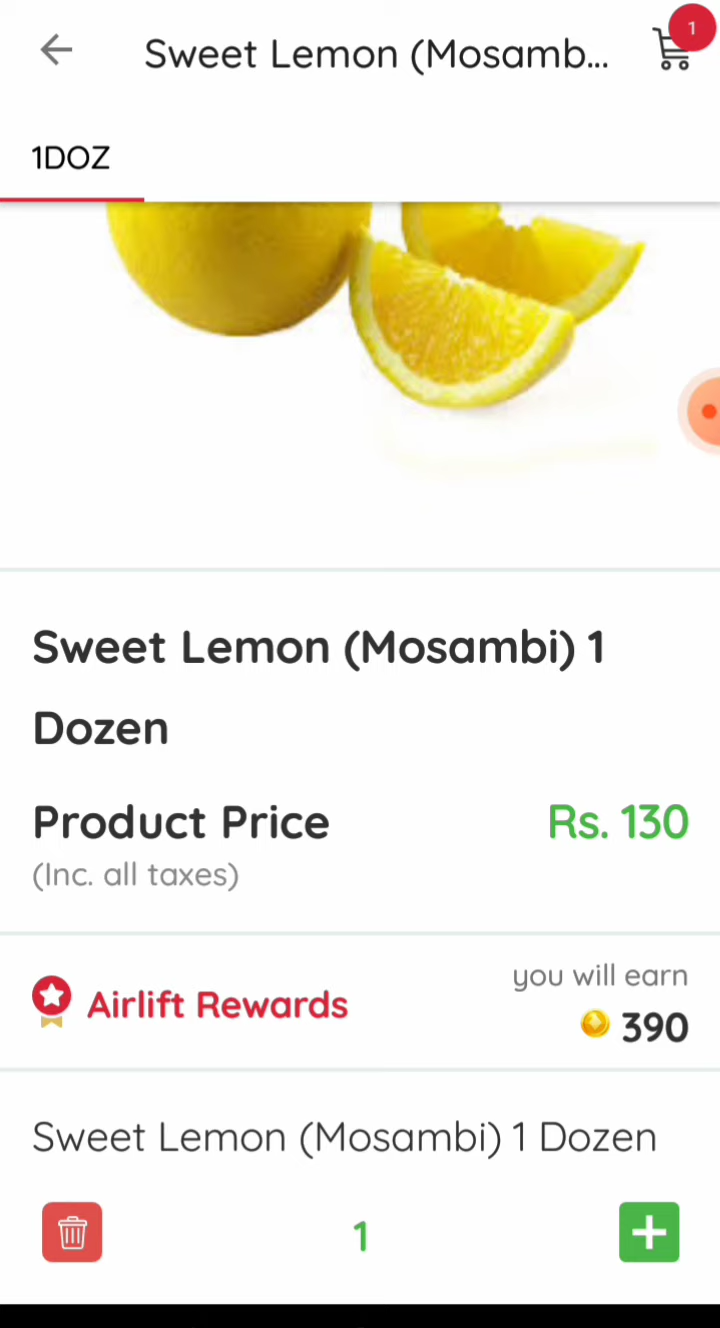 Sweet Lemon (Mosamb...
1
1DOZ
Sweet Lemon (Mosambi) 1
Dozen
Product Price
Rs. 130
(Inc. all taxes)
Airlift Rewards
you will earn
390
Sweet Lemon (Mosambi) 1 Dozen
1